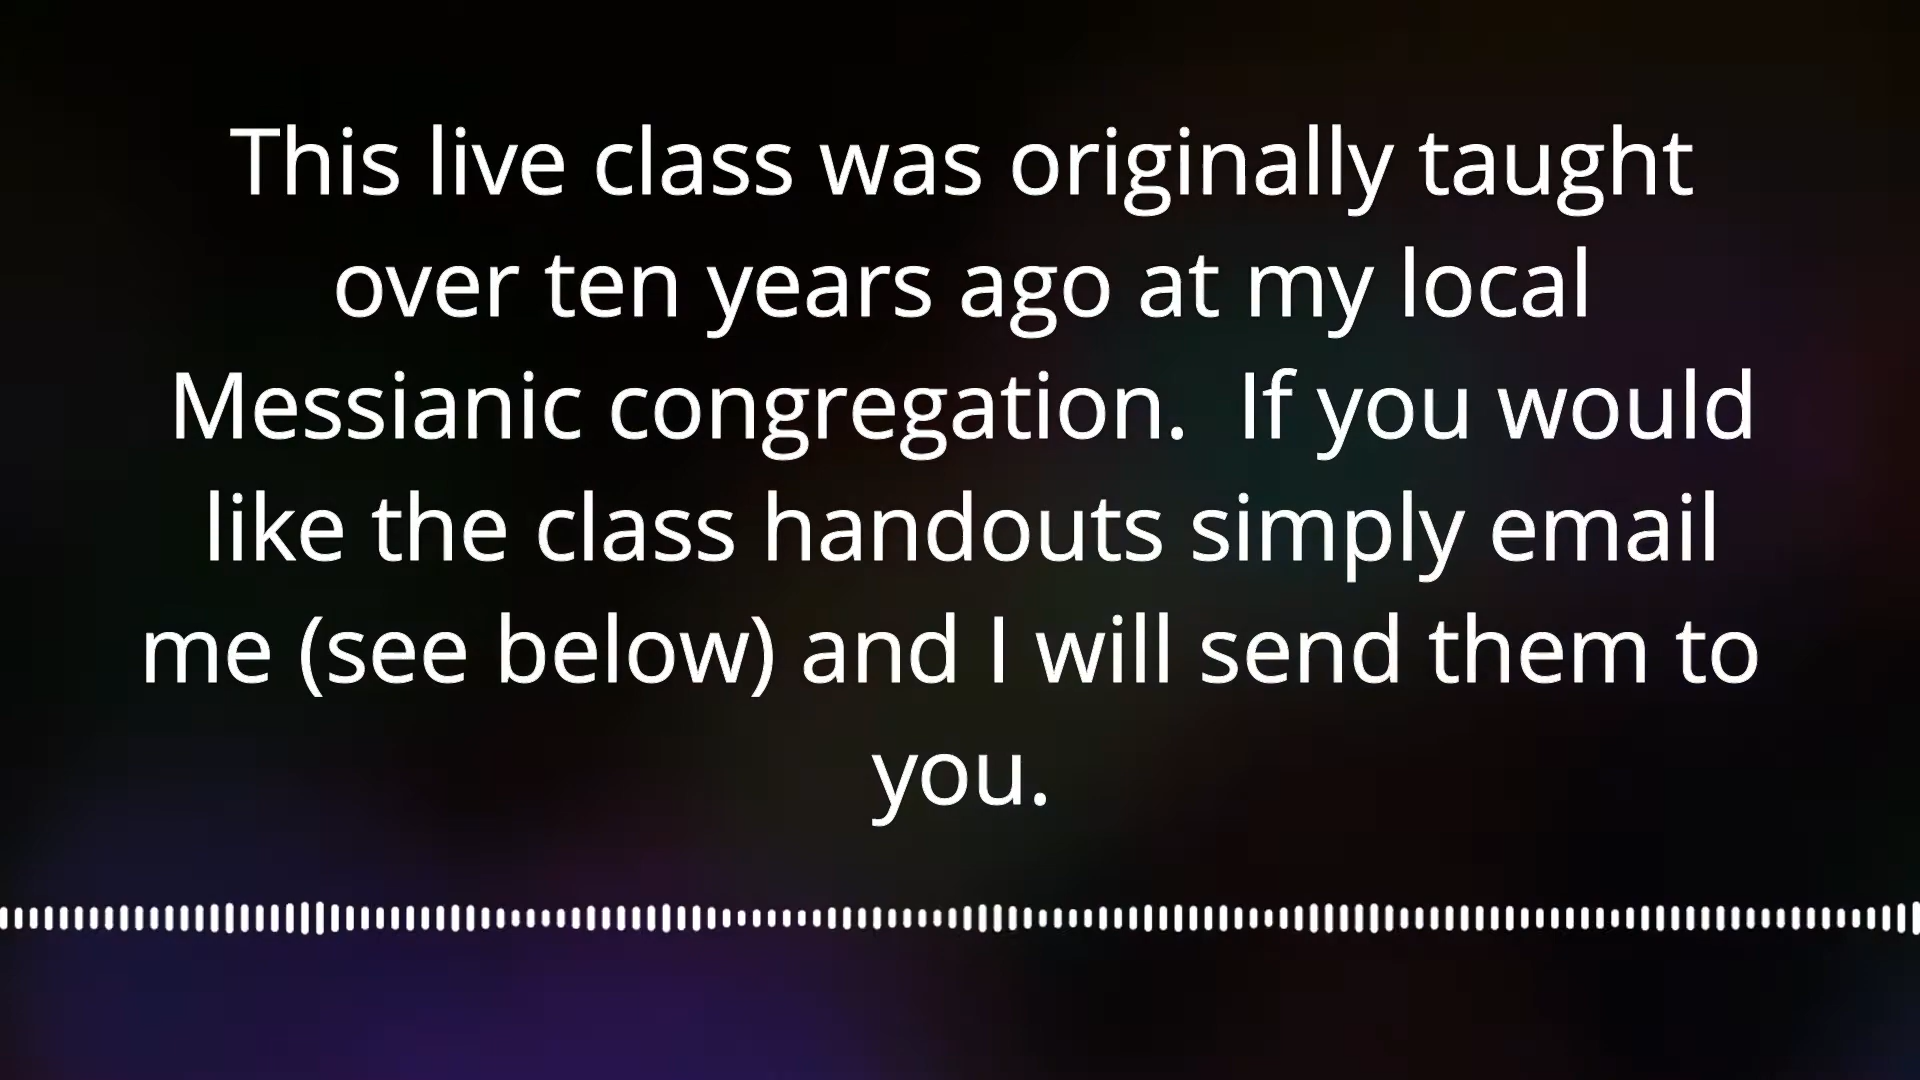 This live class was originally taught
over ten years ago at my local
Messianic congregation.  If you would
like the class handouts simply email
me (see below) and I will send them to
you.